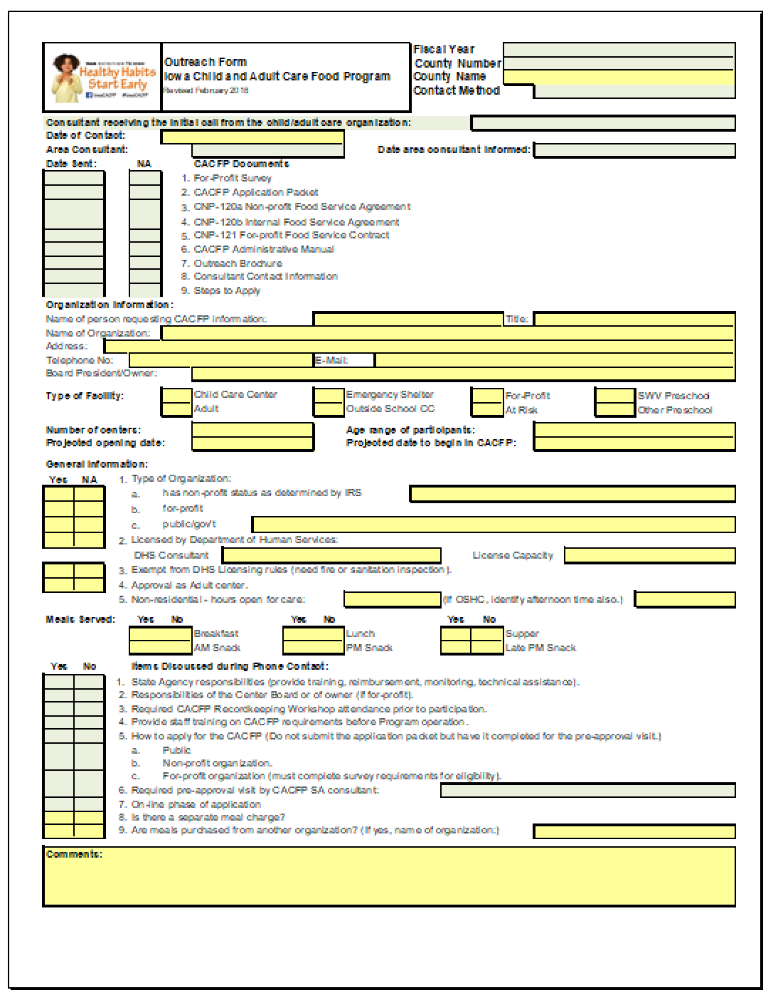 Healthy Habits
Start Early
Outreach Form
Iowa Child and Adult Care Food Program
Revised February 2018
Fiscal Year
County Number
County Name
Contact Method
Consultant receiving the initial call from the child/adult care organization:
Date of Contact:
Area Consultant:
Date area consultant informed:
Date Sent: NA CACFP Documents
1. For-Profit Survey
2. CACFP Application Packet
3. CNP-120a Non-profit Food Service Agreement
4. CNP-120b Internal Food Service Agreement
5. CNP-121 For-profit Food Service Contract
6. CACFP Administrative Manual
7. Outreach Brochure
8. Consultant Contact Information
9. Steps to Apply
Organization Information:
Name of person requesting CACFP information: Title:
Name of Organization:
Address:
Telephone No: E-Mail:
Board President/Owner:
Type of Facility: Child Care Center Emergency Shelter For-Profit SWV Preschool
Adult Outside School CC At Risk Other Preschool
Number of centers: Age range of participants:
Projected opening date: Projected date to begin in CACFP:
General Information:
Yes NA 1. Type of Organization:
a. has non-profit status as determined by IRS
b. for-profit
c. public/gov't
2. Licensed by Department of Human Services:
DHS Consultant License Capacity
3. Exempt from DHS Licensing rules (need fire or sanitation inspection).
4. Approval as Adult center.
5. Non-residential - hours open for care: (If OSHC, identify afternoon time also.)
Meals Served: Yes No Yes No Yes No
Breakfast Lunch Supper
AM Snack PM Snack Late PM Snack
Yes No Items Discussed during Phone Contact:
1. State Agency responsibilities (provide training, reimbursement, monitoring, technical assistance).
2. Responsibilities of the Center Board or of owner (if for-profit).
3. Required CACFP Recordkeeping Workshop attendance prior to participation.
4. Provide staff training on CACFP requirements before Program operation.
5. How to apply for the CACFP (Do not submit the application packet but have it completed for the pre-approval visit.)
a. Public
b. Non-profit organization.
c. For-profit organization (must complete survey requirements for eligibility).
6. Required pre-approval visit by CACFP SA consultant:
7. On-line phase of application
8. Is there a separate meal charge?
9. Are meals purchased from another organization? (If yes, name of organization:)
Comments: